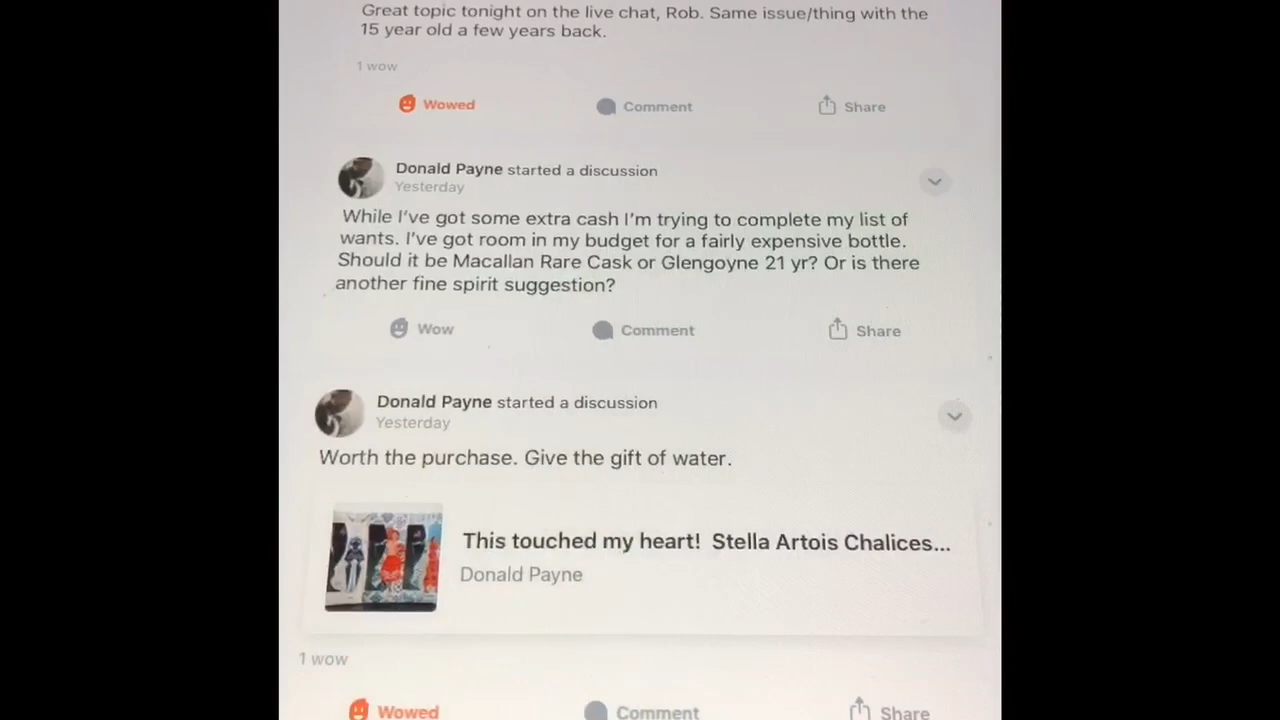 Great topic tonight on the live chat, Rob. Same issue/thing with the
15 year old a few years back.
1 wow
Wowed
Comment
Share
Donald Payne started a discussion
Yesterday
While I've got some extra cash I'm trying to complete my list of
wants. I've got room in my budget for a fairly expensive bottle.
Should it be Macallan Rare Cask or Glengoyne 21 yr? Or is there
another fine spirit suggestion?
Wow
Comment
Share
Donald Payne started a discussion
Yesterday
Worth the purchase. Give the gift of water.
This touched my heart! Stella Artois Chalices...
Donald Payne
1 wow
Wowed
Comment
Share